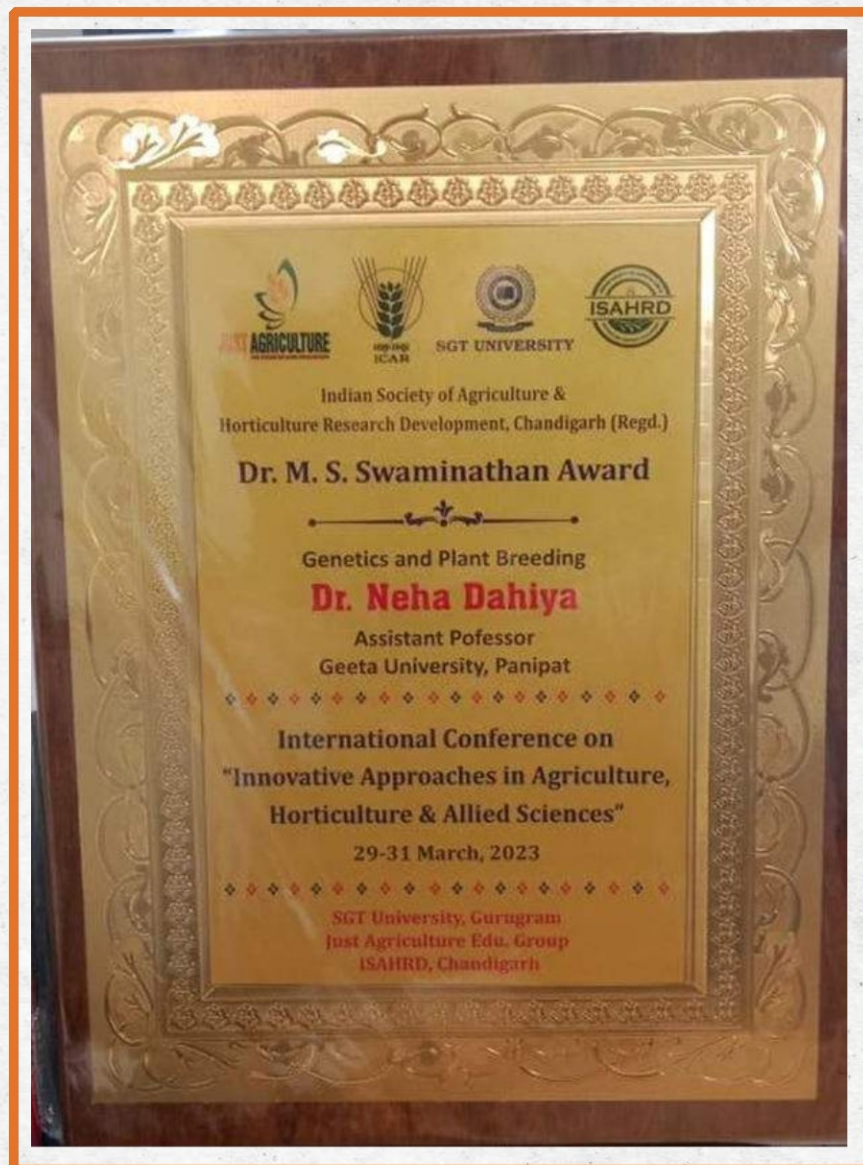 JUST AGRICULTURE
ICAR
SGT UNIVERSITY
ISAHRD
Indian Society of Agriculture &
Horticulture Research Development, Chandigarh (Regd.)
Dr. M. S. Swaminathan Award
Genetics and Plant Breeding
Dr. Neha Dahiya
Assistant Pofessor
Geeta University, Panipat
International Conference on
"Innovative Approaches in Agriculture,
Horticulture & Allied Sciences"
29-31 March, 2023
SGT University, Gurugram
Just Agriculture Edu. Group
ISAHRD, Chandigarh